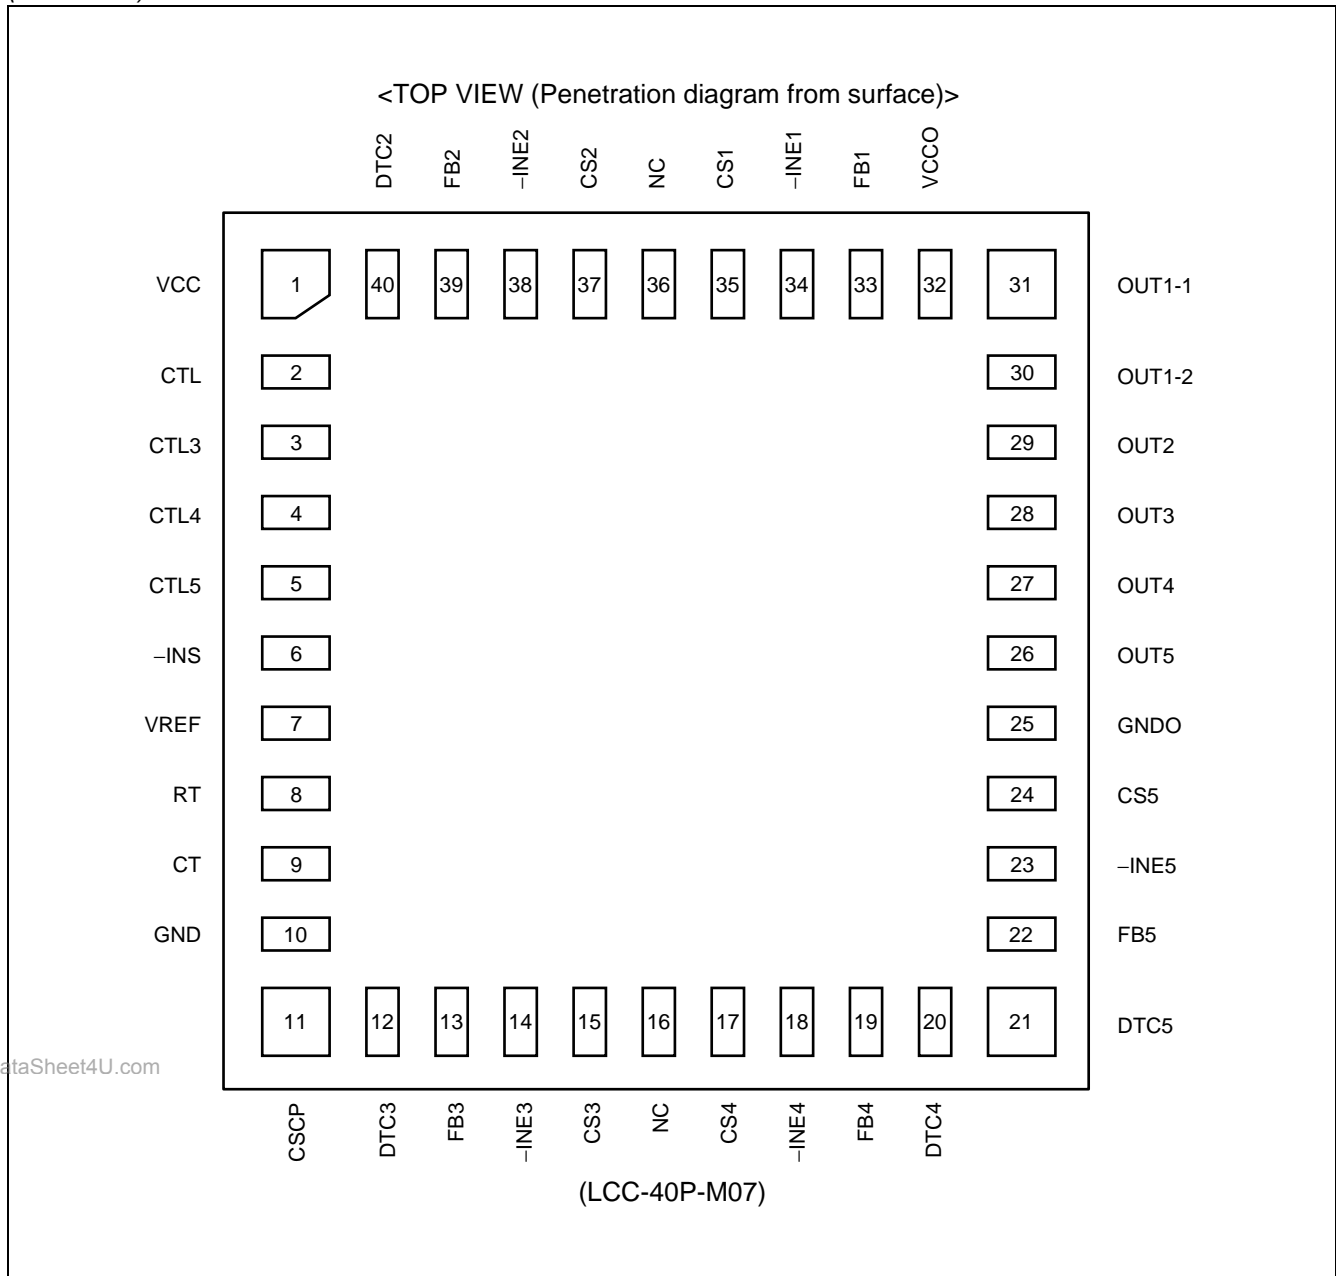 <TOP VIEW (Penetration diagram from surface)>
DTC2 FB2 −INE2 CS2 NC CS1 −INE1 FB1 VCCO
VCC 1 40 39 38 37 36 35 34 33 32 31 OUT1-1
CTL 2 30 OUT1-2
CTL3 3 29 OUT2
CTL4 4 28 OUT3
CTL5 5 27 OUT4
−INS 6 26 OUT5
VREF 7 25 GNDO
RT 8 24 CS5
CT 9 23 −INE5
GND 10 22 FB5
11 12 13 14 15 16 17 18 19 20 21 DTC5
ataSheet4U.com
CSCP DTC3 FB3 −INE3 CS3 NC CS4 −INE4 FB4 DTC4
(LCC-40P-M07)